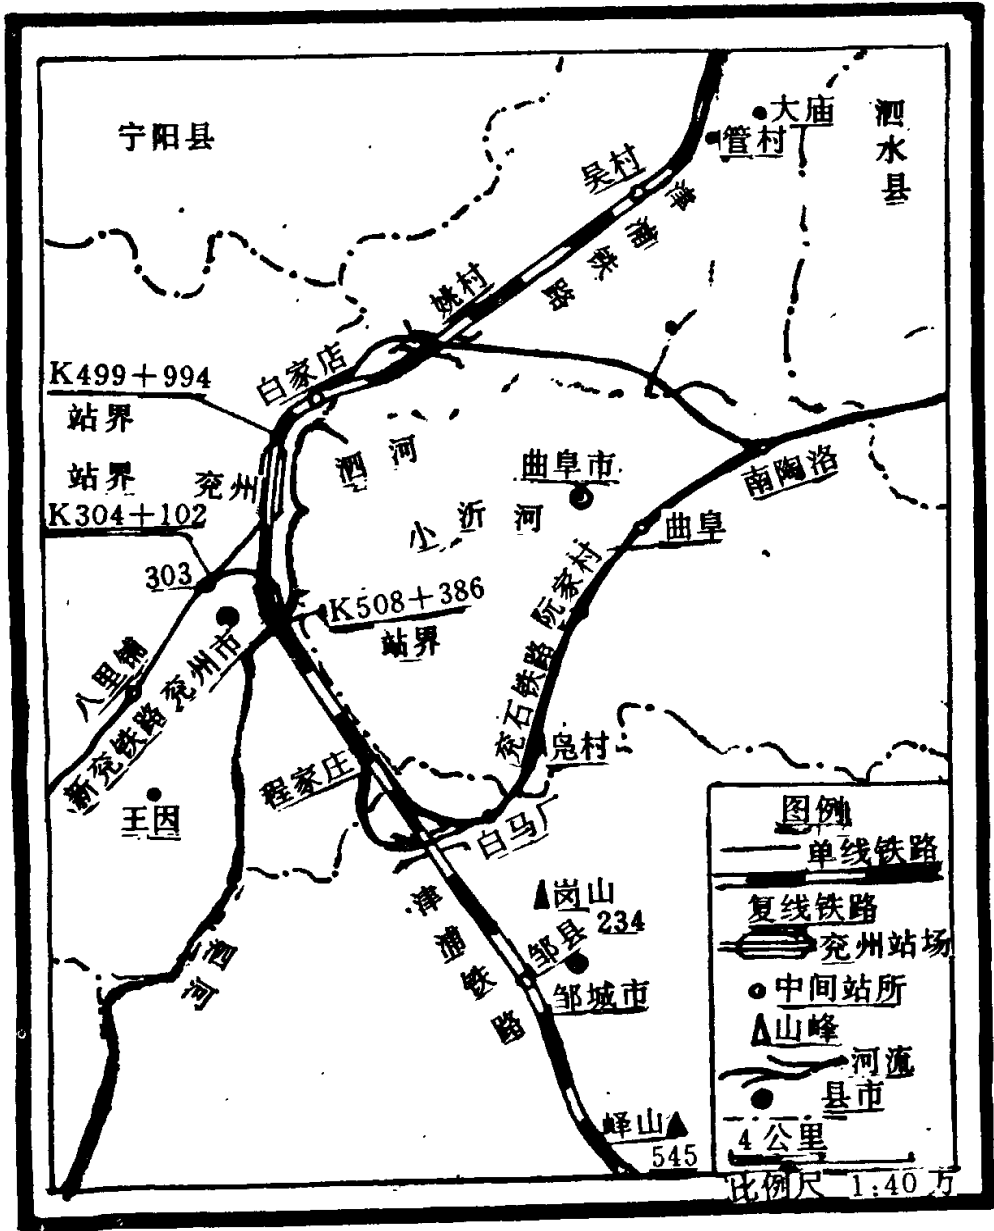 宁阳县
大庙
管村
泗水县
吴村
津浦铁路
姚村
白家店
K499+994
站界
站界
K304+102
兖州
泗河
小沂河
曲阜市
南陶洛
曲阜
303
K508+386
站界
阮家村
兖州市
八里铺
新兖铁路
兖石铁路
凫村
程家庄
王因
白马厂
津浦铁路
岗山
234
邹县
邹城市
泗河
峄山
545
图例
单线铁路
复线铁路
兖州站场
中间站所
山峰
河流
县市
4公里
比例尺 1:40万